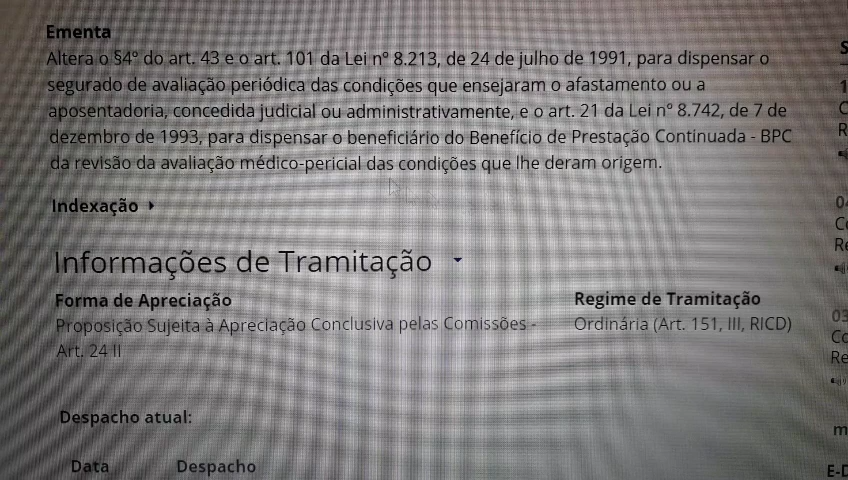 Ementa
Altera o §4º do art. 43 e o art. 101 da Lei nº 8.213, de 24 de julho de 1991, para dispensar o
segurado de avaliação periódica das condições que ensejaram o afastamento ou a
aposentadoria, concedida judicial ou administrativamente, e o art. 21 da Lei nº 8.742, de 7 de
dezembro de 1993, para dispensar o beneficiário do Benefício de Prestação Continuada - BPC
da revisão da avaliação médico-pericial das condições que lhe deram origem.
Indexação
Informações de Tramitação
Forma de Apreciação
Proposição Sujeita à Apreciação Conclusiva pelas Comissões -
Art. 24 II
Regime de Tramitação
Ordinária (Art. 151, III, RICD)
Despacho atual:
Data Despacho